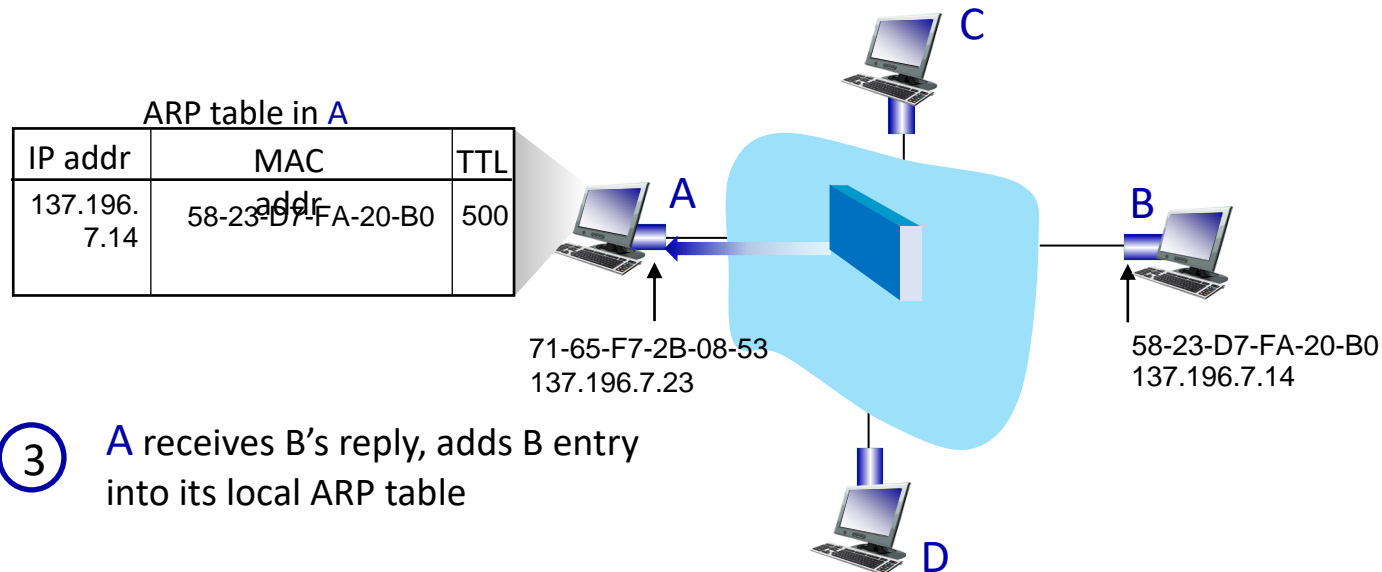 C
ARP table in A
IP addr
MAC
addr
TTL
137.196.
7.14
58-23-D7-FA-20-B0
500
A
B
71-65-F7-2B-08-53
137.196.7.23
58-23-D7-FA-20-B0
137.196.7.14
3
A receives B’s reply, adds B entry
into its local ARP table
D